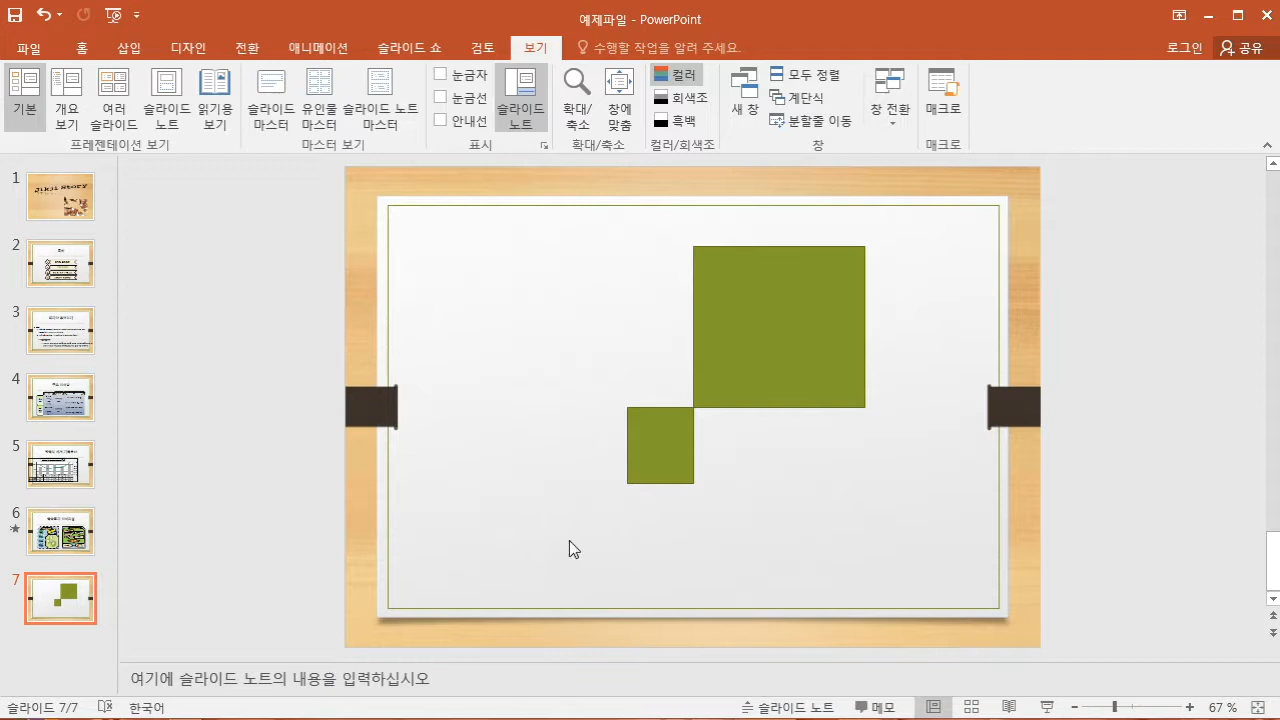 예제파일 - PowerPoint
파일 홈 삽입 디자인 전환 애니메이션 슬라이드 쇼 검토 보기 수행할 작업을 알려 주세요. 로그인 공유
기본
개요 보기
여러 슬라이드
슬라이드 노트
읽기용 보기
프레젠테이션 보기
슬라이드 마스터
유인물 마스터
슬라이드 노트 마스터
마스터 보기
눈금자
눈금선
안내선
슬라이드 노트
표시
확대/축소
창에 맞춤
확대/축소
컬러
회색조
흑백
컬러/회색조
새 창
모두 정렬
계단식
분할줄 이동
창 전환
창
매크로
매크로
1
Jikji Story
2
3
4
5
6
7
여기에 슬라이드 노트의 내용을 입력하십시오
슬라이드 7/7 한국어 슬라이드 노트 메모 67 %